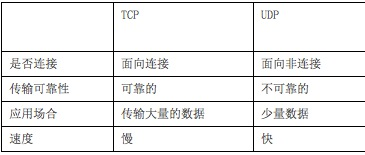 TCP UDP
是否连接 面向连接 面向非连接
传输可靠性 可靠的 不可靠的
应用场合 传输大量的数据 少量数据
速度 慢 快